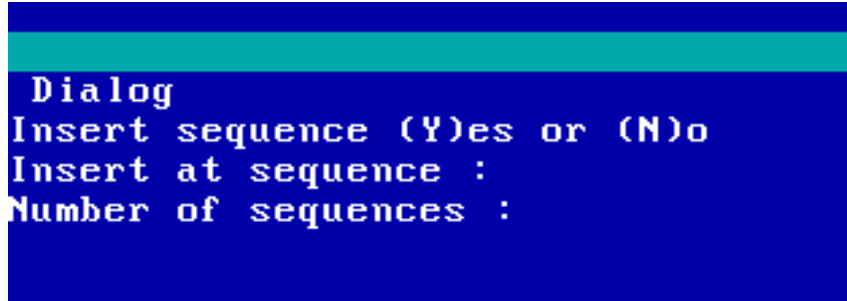 Dialog
Insert sequence (Y)es or (N)o
Insert at sequence :
Number of sequences :